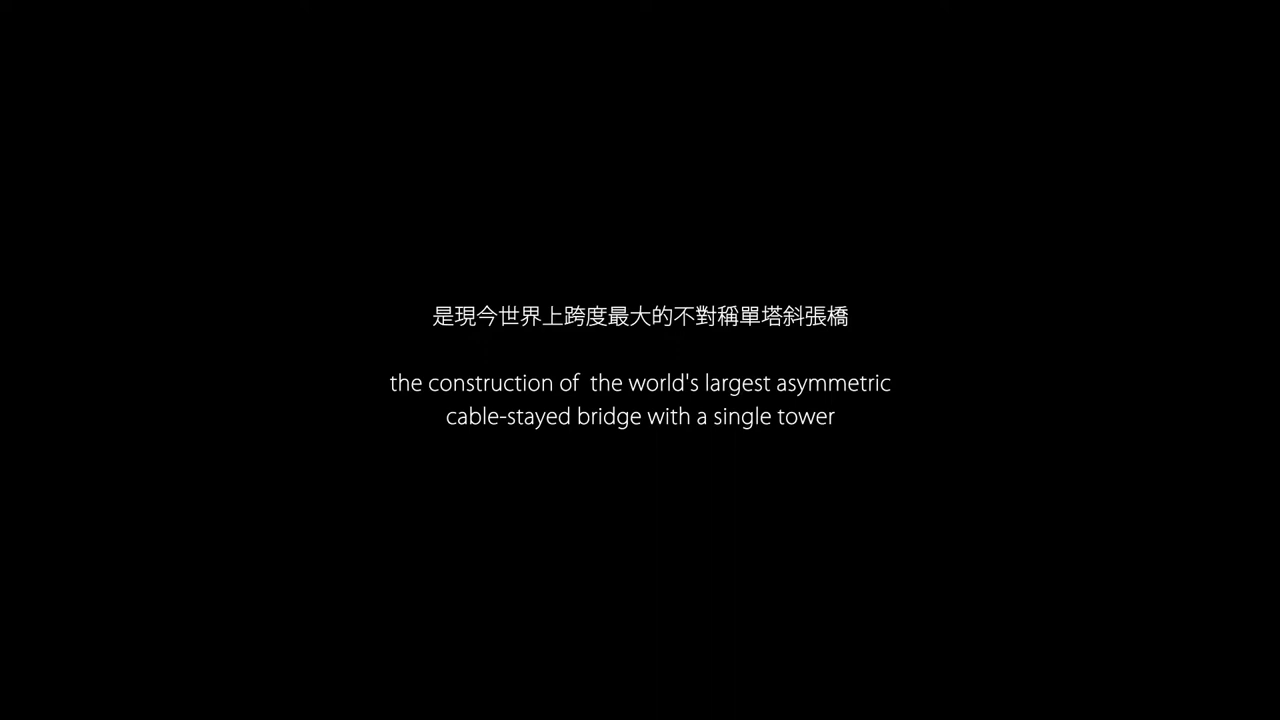 是現今世界上跨度最大的不對稱單塔斜張橋
the construction of  the world's largest asymmetric
cable-stayed bridge with a single tower